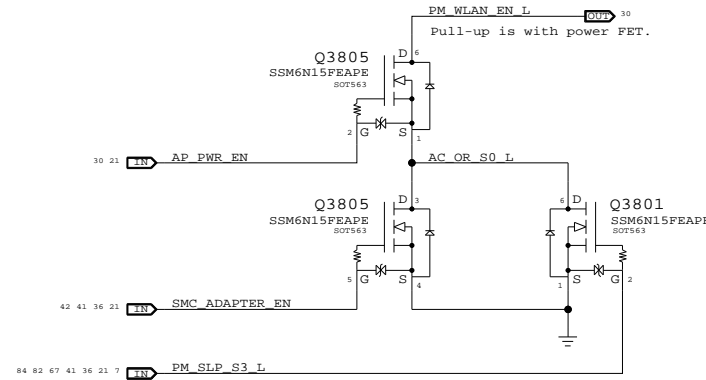 PM_WLAN_EN_L
OUT 30
Pull-up is with power FET.
Q3805
SSM6N15FEAPE
SOT563
D 6
2 G S 1
30 21 IN AP_PWR_EN
AC_OR_S0_L
Q3805
SSM6N15FEAPE
SOT563
D 3
5 G S 4
6 D
Q3801
SSM6N15FEAPE
SOT563
1 S G 2
42 41 36 21 IN SMC_ADAPTER_EN
84 82 67 41 36 21 7 IN PM_SLP_S3_L